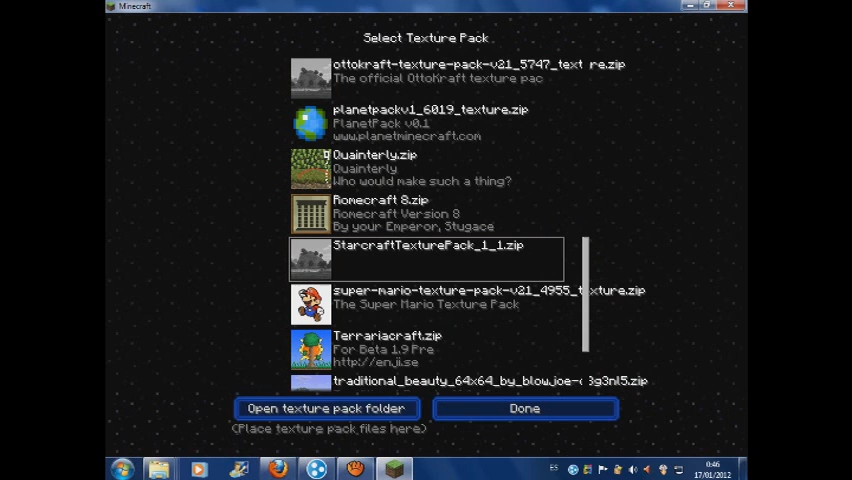 Minecraft
Select Texture Pack
ottokraft-texture-pack-v21_5747_text re.zip
The official OttoKraft texture pac
planetpackv1_6019_texture.zip
PlanetPack v0.1
www.planetminecraft.com
Quainterly.zip
Quainterly
Who would make such a thing?
Romecraft 8.zip
Romecraft Version 8
By your Emperor, Stugace
StarcraftTexturePack_1_1.zip
super-mario-texture-pack-v21_4955_texture.zip
The Super Mario Texture Pack
Terrariacraft.zip
For Beta 1.9 Pre
http://en.jj.se
traditional_beauty_64x64_by_blowjoe-
Open texture pack folder
Done
(Place texture pack files here)
ES
0:46
17/01/2012